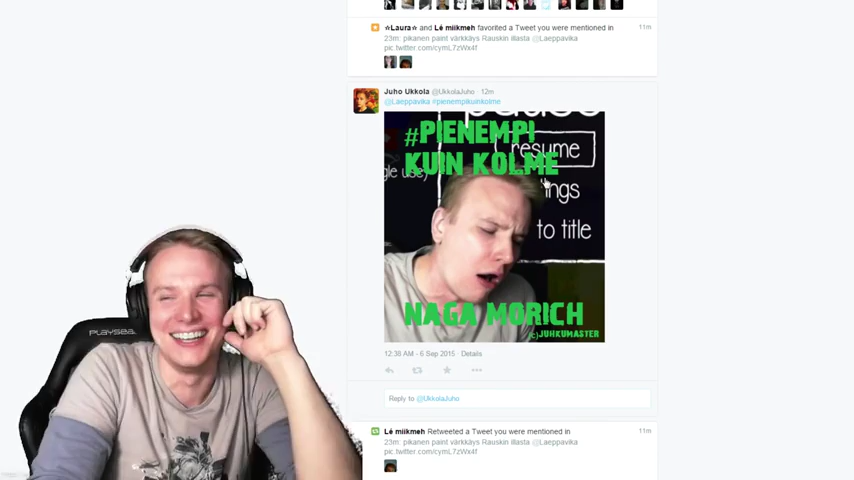 ☆Laura☆ and Lé miikmeh favorited a Tweet you were mentioned in
11m
23m: pikanen paint värkkäys Rauskin illasta @Laeppavika
pic.twitter.com/cymL7zWx4f
Juho Ukkola @UkkolaJuho · 12m
@Laeppavika #pienempikuinkolme
#PIENEMPI
KUIN KOLME
resume
gle use)
ings
to title
NAGA MORICH
(c)JUHKUMASTER
12:38 AM - 6 Sep 2015 · Details
Reply to @UkkolaJuho
Lé miikmeh Retweeted a Tweet you were mentioned in
11m
23m: pikanen paint värkkäys Rauskin illasta @Laeppavika
pic.twitter.com/cymL7zWx4f
PLAYSEAT